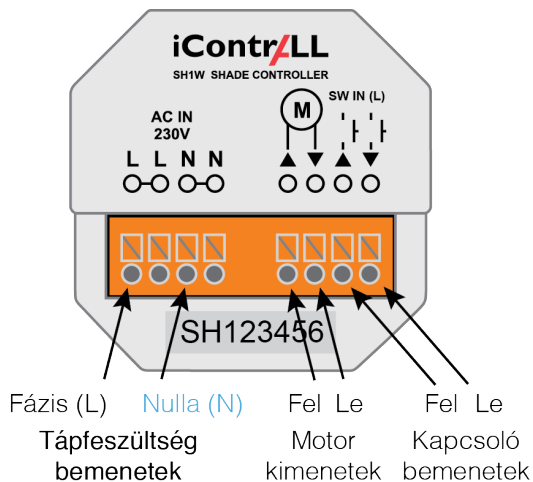 iContrALL
SH1W SHADE CONTROLLER
AC IN
230V
L L N N
M
SW IN (L)
SH123456
Fázis (L) Nulla (N) Fel Le Fel Le
Tápfeszültség
bemenetek
Motor
kimenetek
Kapcsoló
bemenetek